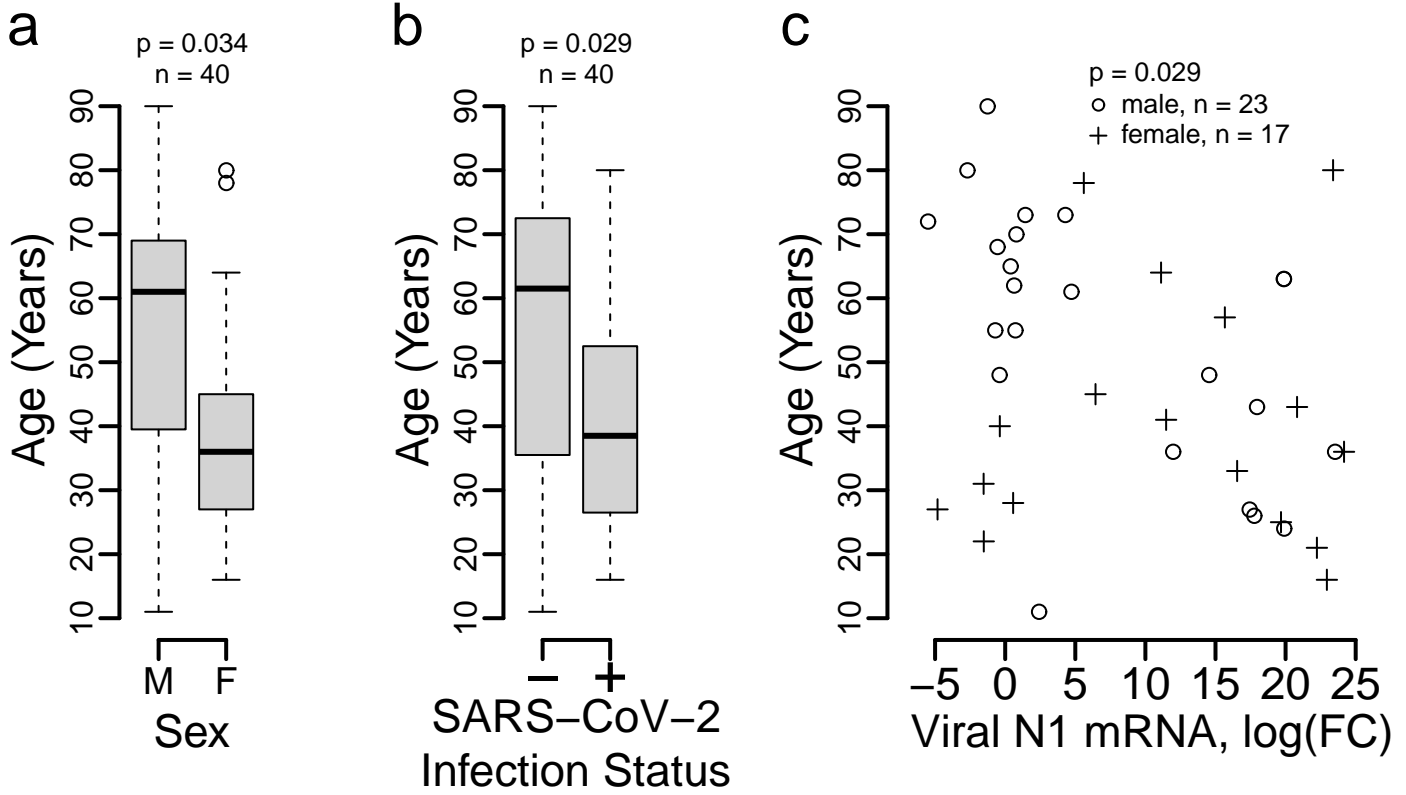 a
p = 0.034
n = 40
Age (Years)
90
80
70
60
50
40
30
20
10
M F
Sex
b
p = 0.029
n = 40
Age (Years)
90
80
70
60
50
40
30
20
10
− +
SARS−CoV−2
Infection Status
c
p = 0.029
male, n = 23
female, n = 17
Age (Years)
90
80
70
60
50
40
30
20
10
−5 0 5 10 15 20 25
Viral N1 mRNA, log(FC)